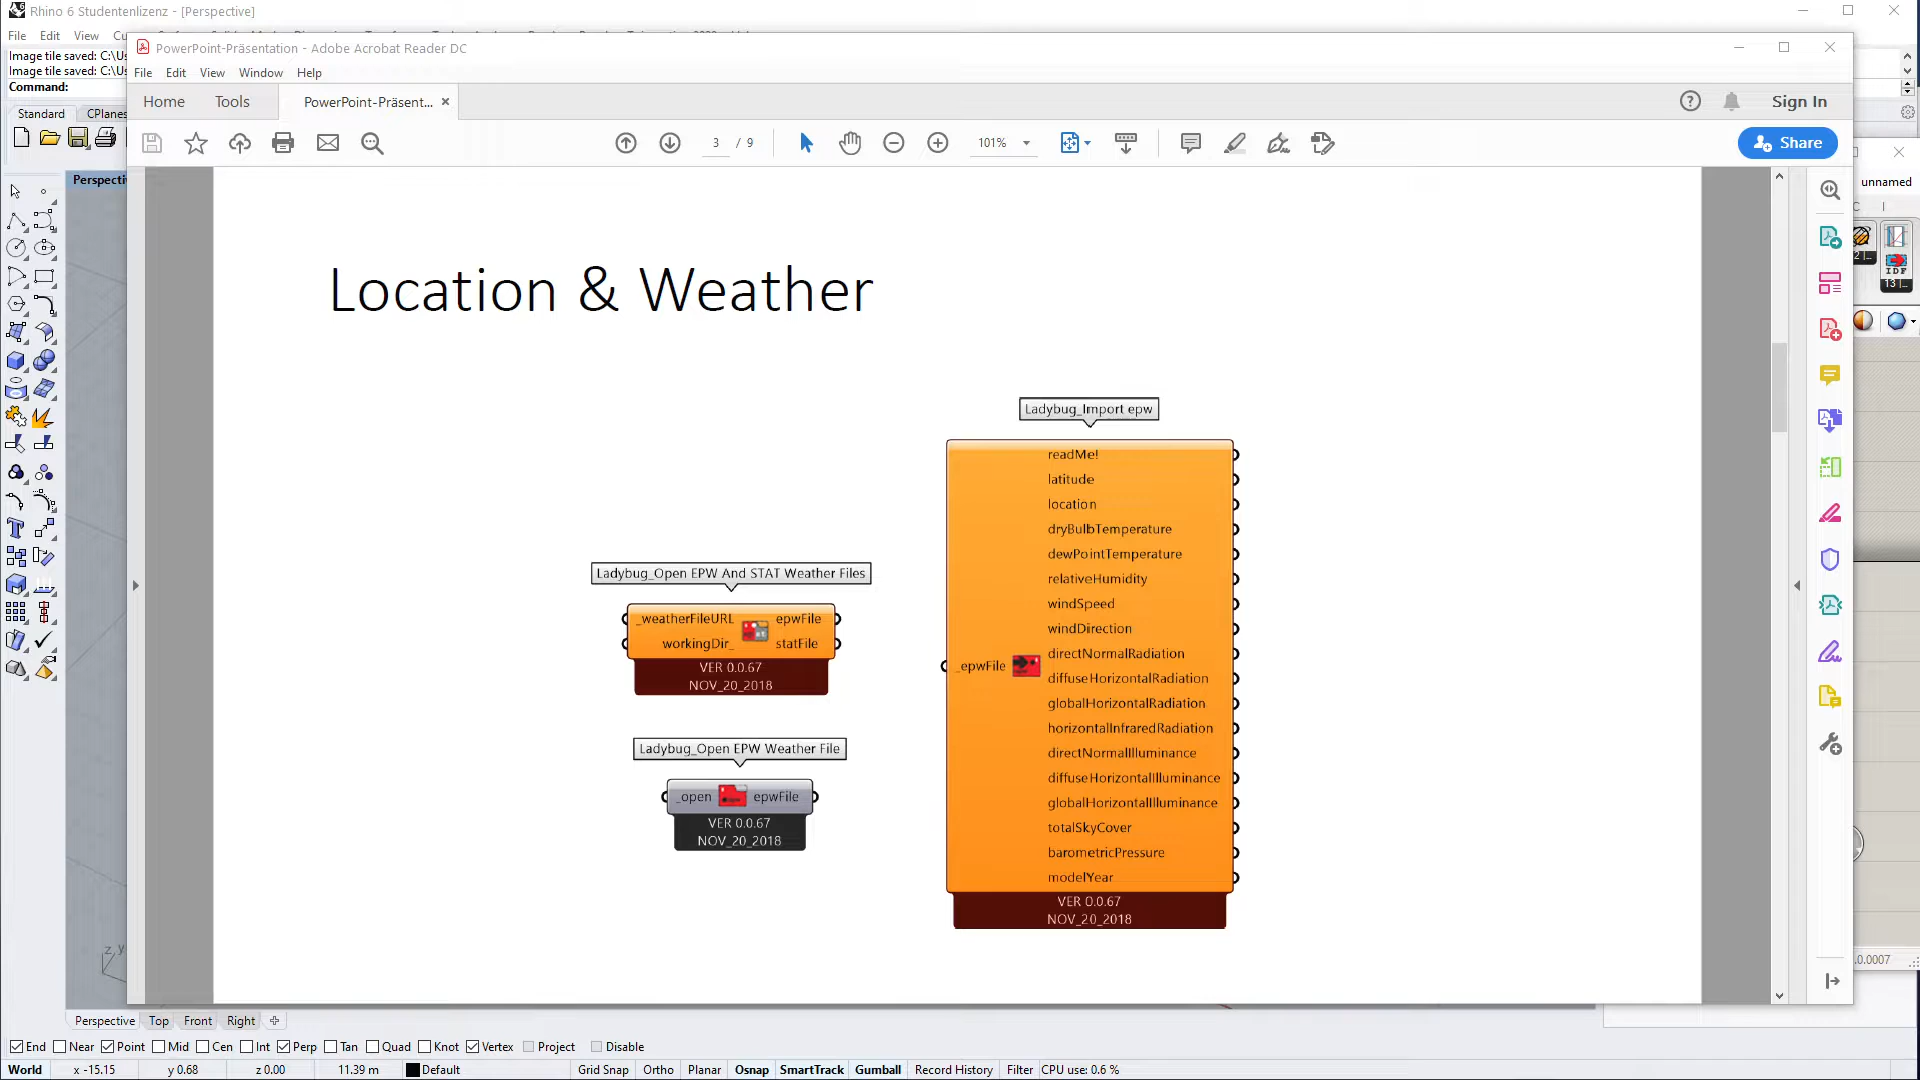 Rhino 6 Studentenlizenz - [Perspective]
File Edit View
Image tile saved: C:\Us
Image tile saved: C:\Us
Command:
Standard CPlanes
Perspectiv
PowerPoint-Präsentation - Adobe Acrobat Reader DC
File Edit View Window Help
Home Tools PowerPoint-Präsent... ×
Sign In
3 / 9
101%
Share
unnamed
C I
IDF
13
Location & Weather
Ladybug_Import epw
readMe!
latitude
location
dryBulbTemperature
dewPointTemperature
relativeHumidity
windSpeed
windDirection
_epwFile
directNormalRadiation
diffuseHorizontalRadiation
globalHorizontalRadiation
horizontalInfraredRadiation
directNormalIlluminance
diffuseHorizontalIlluminance
globalHorizontalIlluminance
totalSkyCover
barometricPressure
modelYear
VER 0.0.67
NOV_20_2018
Ladybug_Open EPW And STAT Weather Files
_weatherFileURL epwFile
workingDir_ statFile
VER 0.0.67
NOV_20_2018
Ladybug_Open EPW Weather File
_open epwFile
VER 0.0.67
NOV_20_2018
z y
.0.0007
Perspective Top Front Right
End Near Point Mid Cen Int Perp Tan Quad Knot Vertex Project Disable
World x -15.15 y 0.68 z 0.00 11.39 m Default Grid Snap Ortho Planar Osnap SmartTrack Gumball Record History Filter CPU use: 0.6 %